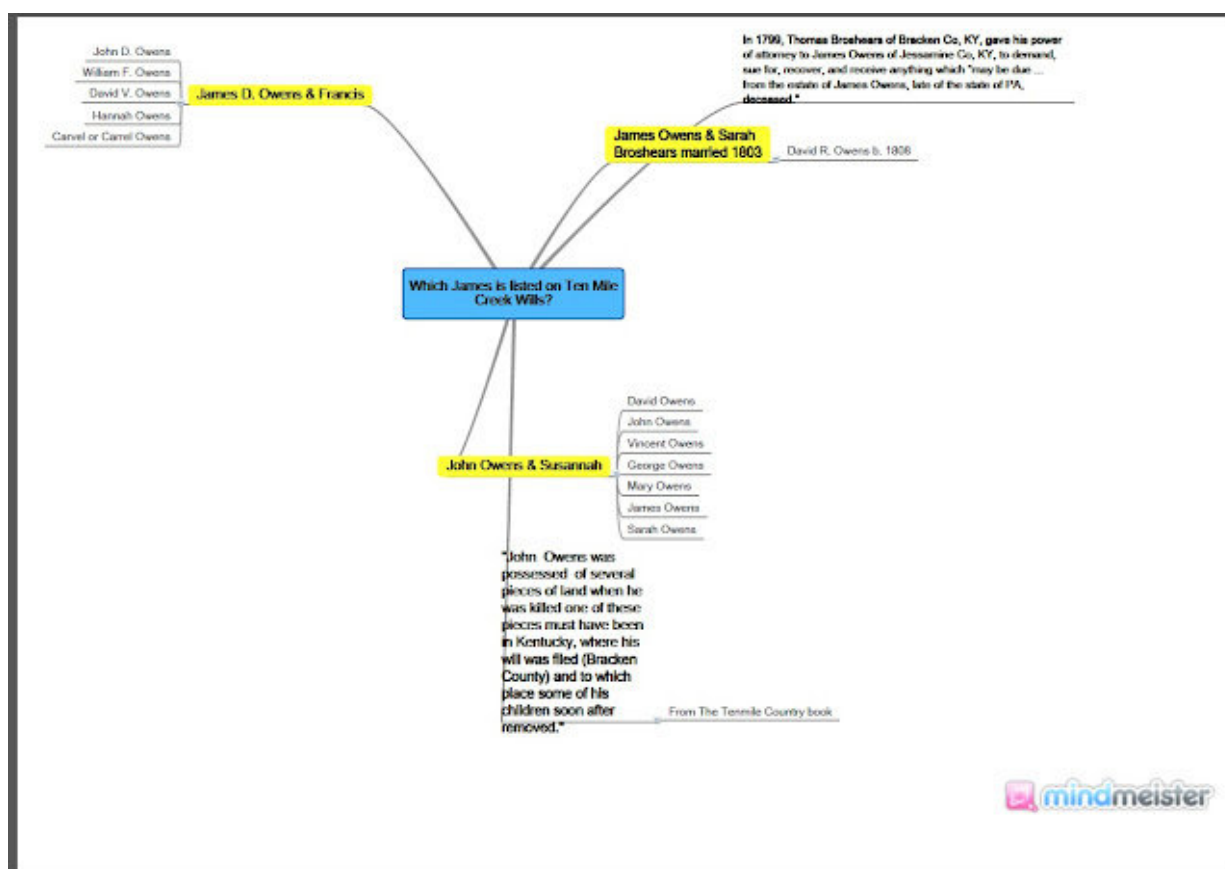 John D. Owens
William F. Owens
David V. Owens
Hannah Owens
Carvel or Carrel Owens
James D. Owens & Francis
In 1799, Thomas Broshears of Bracken Co, KY, gave his power
of attorney to James Owens of Jessamine Co, KY, to demand,
sue for, recover, and receive anything which "may be due ...
from the estate of James Owens, late of the state of PA,
deceased."
James Owens & Sarah
Broshears married 1803
David R. Owens b. 1808
Which James is listed on Ten Mile
Creek Wills?
John Owens & Susannah
David Owens
John Owens
Vincent Owens
George Owens
Mary Owens
James Owens
Sarah Owens
"John Owens was
possessed of several
pieces of land when he
was killed one of these
pieces must have been
in Kentucky, where his
will was filed (Bracken
County) and to which
place some of his
children soon after
removed."
From The Tenmile Country book
mindmeister